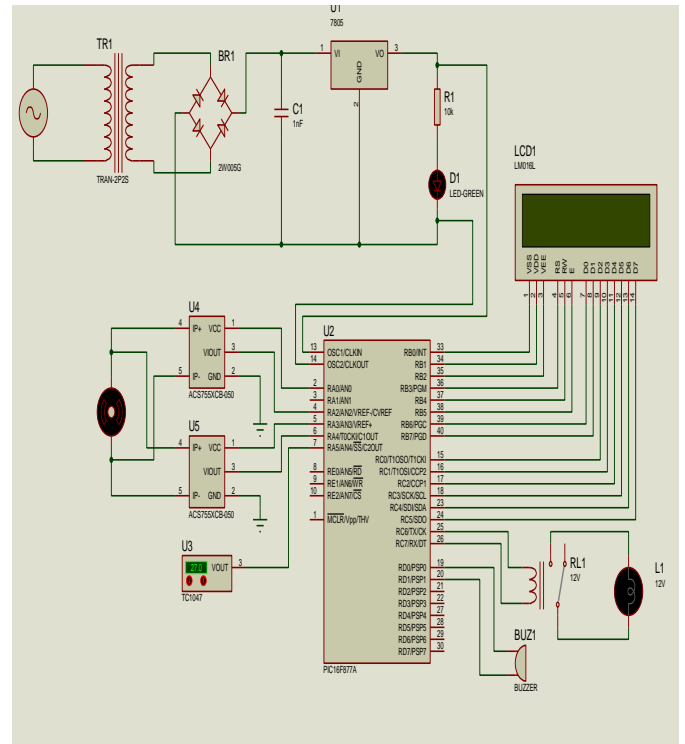 U1
7805
TR1
TRAN-2P2S
BR1
2W005G
C1
1nF
1 VI VO 3
GND
2
R1
10k
D1
LED-GREEN
LCD1
LM016L
VSS VDD VEE RS RW E D0 D1 D2 D3 D4 D5 D6 D7
1 2 3 4 5 6 7 8 9 10 11 12 13 14
U4
4 IP+ VCC 1
VIOUT 3
5 IP- GND 2
ACS755XCB-050
U5
4 IP+ VCC 1
VIOUT 3
5 IP- GND 2
ACS755XCB-050
U3
27.0 VOUT 3
TC1047
U2
13 OSC1/CLKIN
14 OSC2/CLKOUT
2 RA0/AN0
3 RA1/AN1
4 RA2/AN2/VREF-/CVREF
5 RA3/AN3/VREF+
6 RA4/T0CKI/C1OUT
7 RA5/AN4/SS/C2OUT
8 RE0/AN5/RD
9 RE1/AN6/WR
10 RE2/AN7/CS
1 MCLR/Vpp/THV
RB0/INT 33
RB1 34
RB2 35
RB3/PGM 36
RB4 37
RB5 38
RB6/PGC 39
RB7/PGD 40
RC0/T1OSO/T1CKI 15
RC1/T1OSI/CCP2 16
RC2/CCP1 17
RC3/SCK/SCL 18
RC4/SDI/SDA 23
RC5/SDO 24
RC6/TX/CK 25
RC7/RX/DT 26
RD0/PSP0 19
RD1/PSP1 20
RD2/PSP2 21
RD3/PSP3 22
RD4/PSP4 27
RD5/PSP5 28
RD6/PSP6 29
RD7/PSP7 30
PIC16F877A
RL1
12V
L1
12V
BUZ1
BUZZER